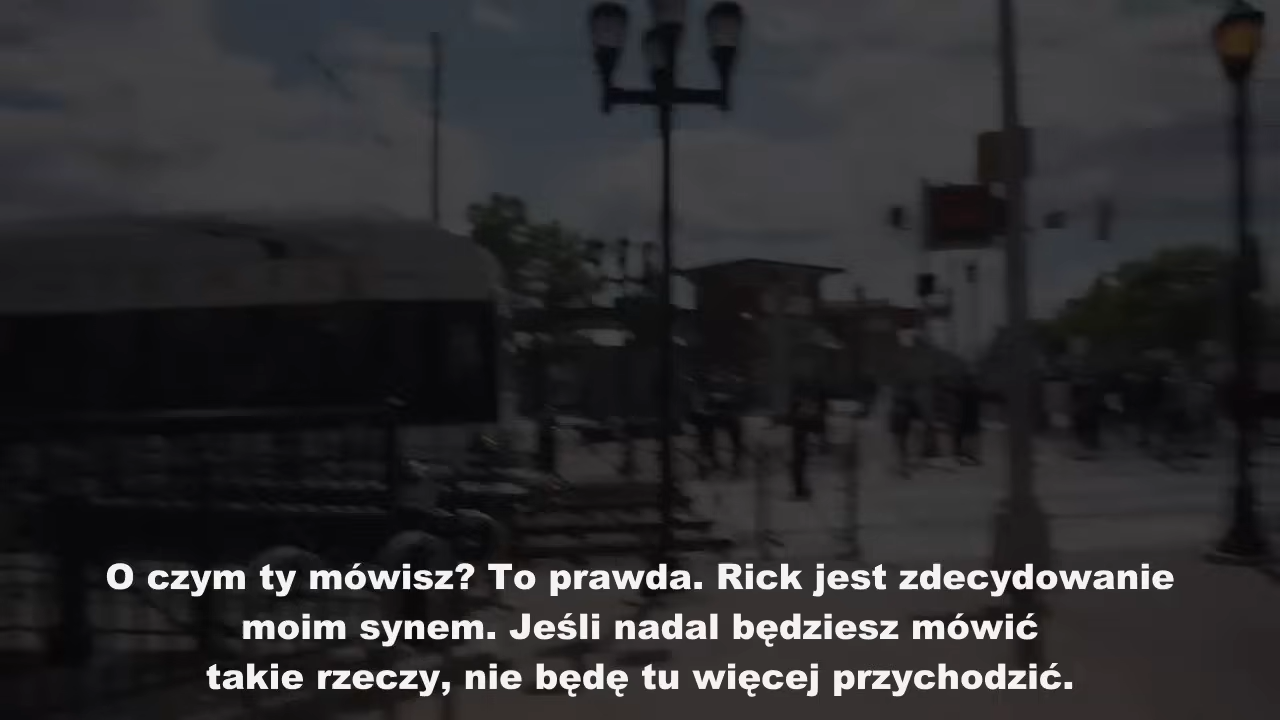 O czym ty mówisz? To prawda. Rick jest zdecydowanie
moim synem. Jeśli nadal będziesz mówić
takie rzeczy, nie będę tu więcej przychodzić.